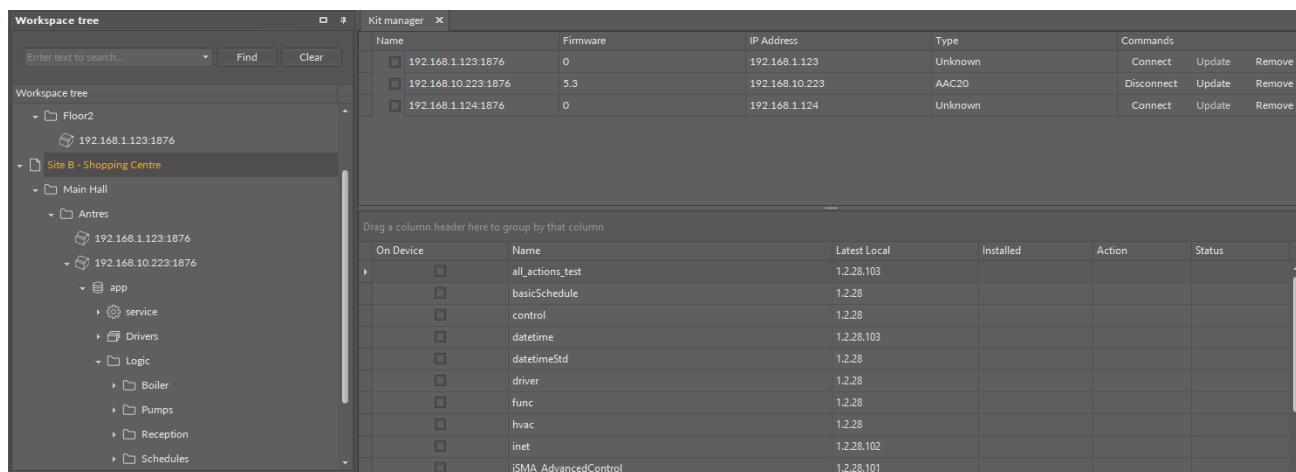 Workspace tree
Enter text to search...
Find
Clear
Workspace tree
Floor2
192.168.1.123:1876
Site B - Shopping Centre
Main Hall
Antres
192.168.1.123:1876
192.168.10.223:1876
app
service
Drivers
Logic
Boiler
Pumps
Reception
Schedules
Kit manager
Name Firmware IP Address Type Commands
192.168.1.123:1876 0 192.168.1.123 Unknown Connect Update Remove
192.168.10.223:1876 5.3 192.168.10.223 AAC20 Disconnect Update Remove
192.168.1.124:1876 0 192.168.1.124 Unknown Connect Update Remove
Drag a column header here to group by that column
On Device Name Latest Local Installed Action Status
all_actions_test 1.2.28.103
basicSchedule 1.2.28
control 1.2.28
datetime 1.2.28.103
datetimeStd 1.2.28
driver 1.2.28
func 1.2.28
hvac 1.2.28
inet 1.2.28.102
iSMA_AdvancedControl 1.2.28.101